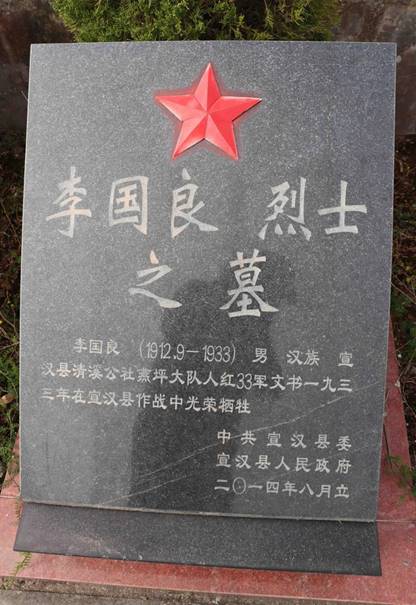 李国良 烈士
之墓
李国良 (1912.9—1933) 男 汉族 宣
汉县清溪公社燕坪大队人红33军文书一九三
三年在宣汉县作战中光荣牺牲
中共宣汉县委
宣汉县人民政府
二〇一四年八月立